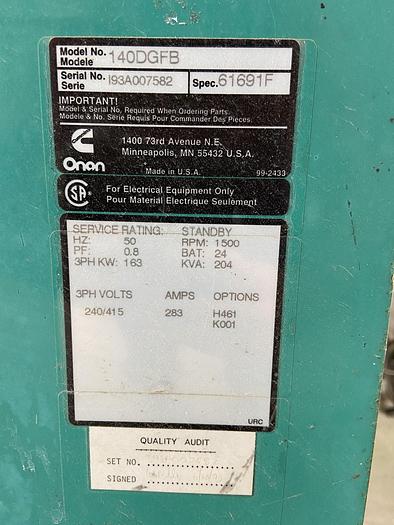 Model No. 140DGFB
Modele
Serial No. I93A007582 Spec. 61691F
Serie
IMPORTANT!
Model & Serial No. Required When Ordering Parts.
Modele & No. Serie Requis Pour Commander Des Pieces.
Onan
1400 73rd Avenue N.E.
Minneapolis, MN 55432 U.S.A.
Made in U.S.A.
99-2433
SA
For Electrical Equipment Only
Pour Material Electrique Seulement
SERVICE RATING: STANDBY
HZ: 50 RPM: 1500
PF: 0.8 BAT: 24
3PH KW: 163 KVA: 204
3PH VOLTS AMPS OPTIONS
240/415 283 H461
K001
URC
QUALITY AUDIT
SET NO.
SIGNED